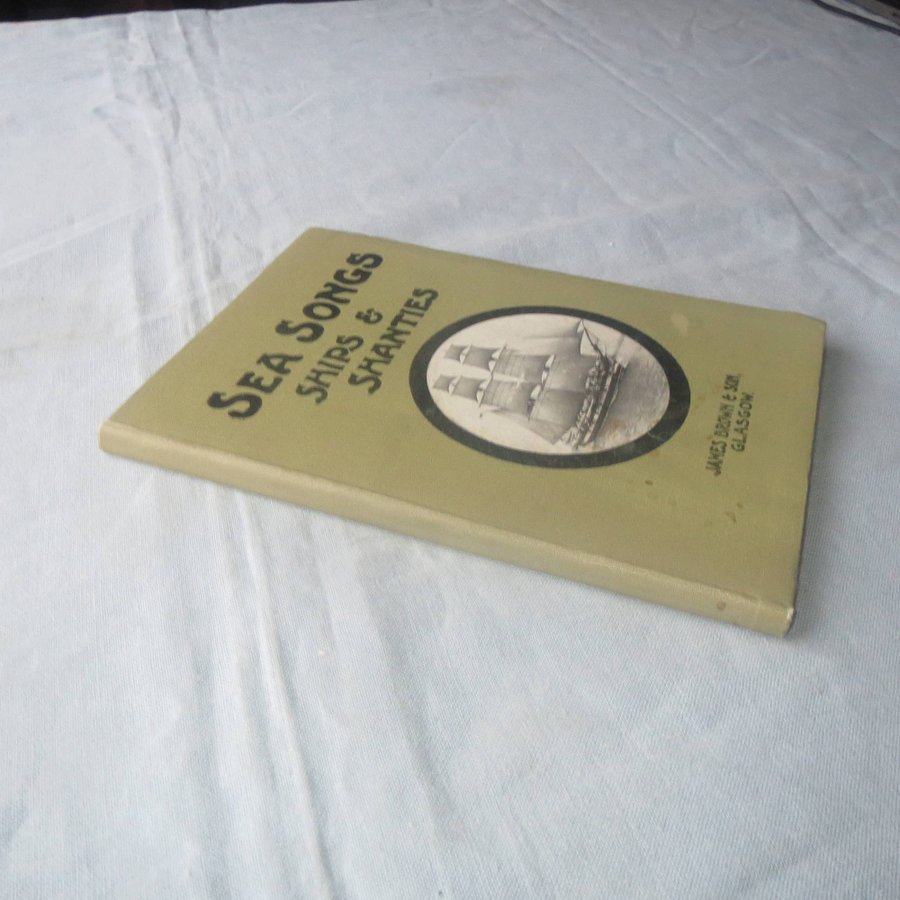 SEA SONGS
SHIPS &
SHANTIES
JAMES BROWN & SON,
GLASGOW.